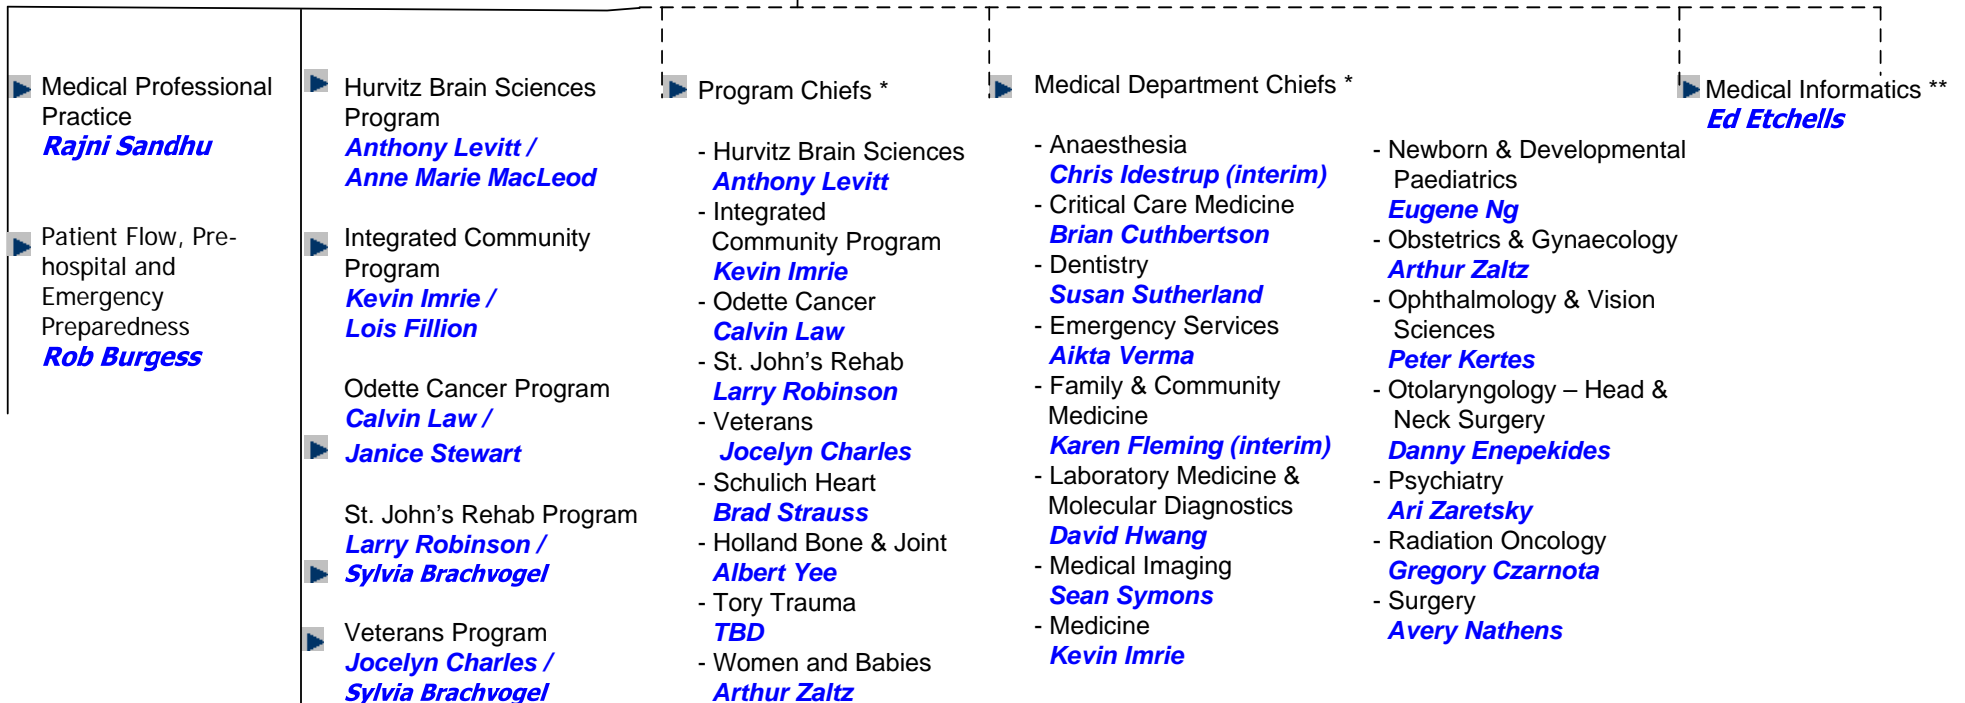 Medical Professional
Practice
Rajni Sandhu
Patient Flow, Pre-
hospital and
Emergency
Preparedness
Rob Burgess
Hurvitz Brain Sciences
Program
Anthony Levitt /
Anne Marie MacLeod
Integrated Community
Program
Kevin Imrie /
Lois Fillion
Odette Cancer Program
Calvin Law /
Janice Stewart
St. John’s Rehab Program
Larry Robinson /
Sylvia Brachvogel
Veterans Program
Jocelyn Charles /
Sylvia Brachvogel
Program Chiefs *
- Hurvitz Brain Sciences
Anthony Levitt
- Integrated
Community Program
Kevin Imrie
- Odette Cancer
Calvin Law
- St. John’s Rehab
Larry Robinson
- Veterans
Jocelyn Charles
- Schulich Heart
Brad Strauss
- Holland Bone & Joint
Albert Yee
- Tory Trauma
TBD
- Women and Babies
Arthur Zaltz
Medical Department Chiefs *
- Anaesthesia
Chris Idestrup (interim)
- Critical Care Medicine
Brian Cuthbertson
- Dentistry
Susan Sutherland
- Emergency Services
Aikta Verma
- Family & Community
Medicine
Karen Fleming (interim)
- Laboratory Medicine &
Molecular Diagnostics
David Hwang
- Medical Imaging
Sean Symons
- Medicine
Kevin Imrie
- Newborn & Developmental
Paediatrics
Eugene Ng
- Obstetrics & Gynaecology
Arthur Zaltz
- Ophthalmology & Vision
Sciences
Peter Kertes
- Otolaryngology – Head &
Neck Surgery
Danny Enepekides
- Psychiatry
Ari Zaretsky
- Radiation Oncology
Gregory Czarnota
- Surgery
Avery Nathens
Medical Informatics **
Ed Etchells